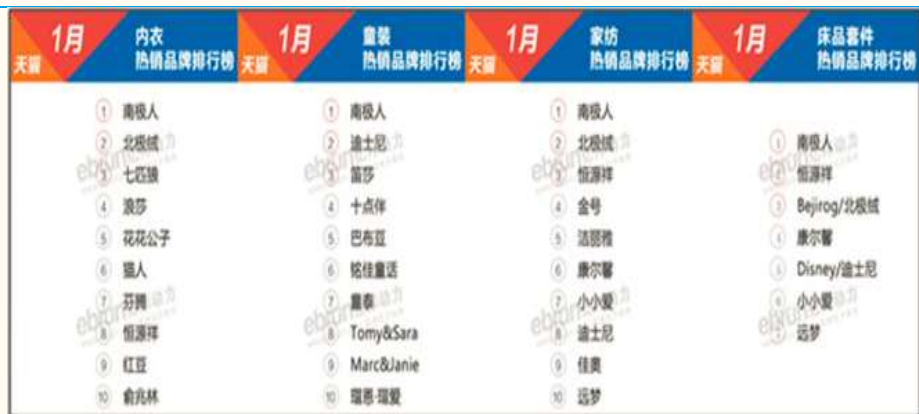 天猫
1月
内衣
热销品牌排行榜
1 南极人
2 北极绒
3 七匹狼
4 浪莎
5 花花公子
6 猫人
7 芬腾
8 恒源祥
9 红豆
10 俞兆林
天猫
1月
童装
热销品牌排行榜
1 南极人
2 迪士尼
3 笛莎
4 十点伴
5 巴布豆
6 铭佳童话
7 童泰
8 Tomy&Sara
9 Marc&Janie
10 瑞恩·瑞爱
天猫
1月
家纺
热销品牌排行榜
1 南极人
2 北极绒
3 恒源祥
4 金号
5 洁丽雅
6 康尔馨
7 小小爱
8 迪士尼
9 佳奥
10 远梦
天猫
1月
床品套件
热销品牌排行榜
1 南极人
2 恒源祥
3 Bejirog/北极绒
4 康尔馨
5 Disney/迪士尼
6 小小爱
7 远梦